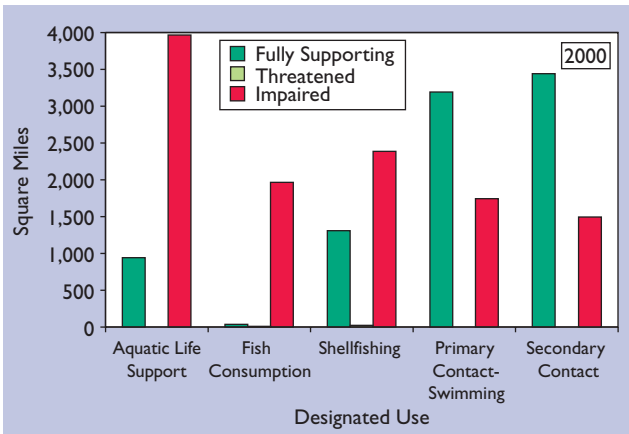 4,000
3,500
3,000
2,500
2,000
1,500
1,000
500
0
Square Miles
Fully Supporting
Threatened
Impaired
2000
Aquatic Life
Support
Fish
Consumption
Shellfishing
Primary
Contact-
Swimming
Secondary
Contact
Designated Use